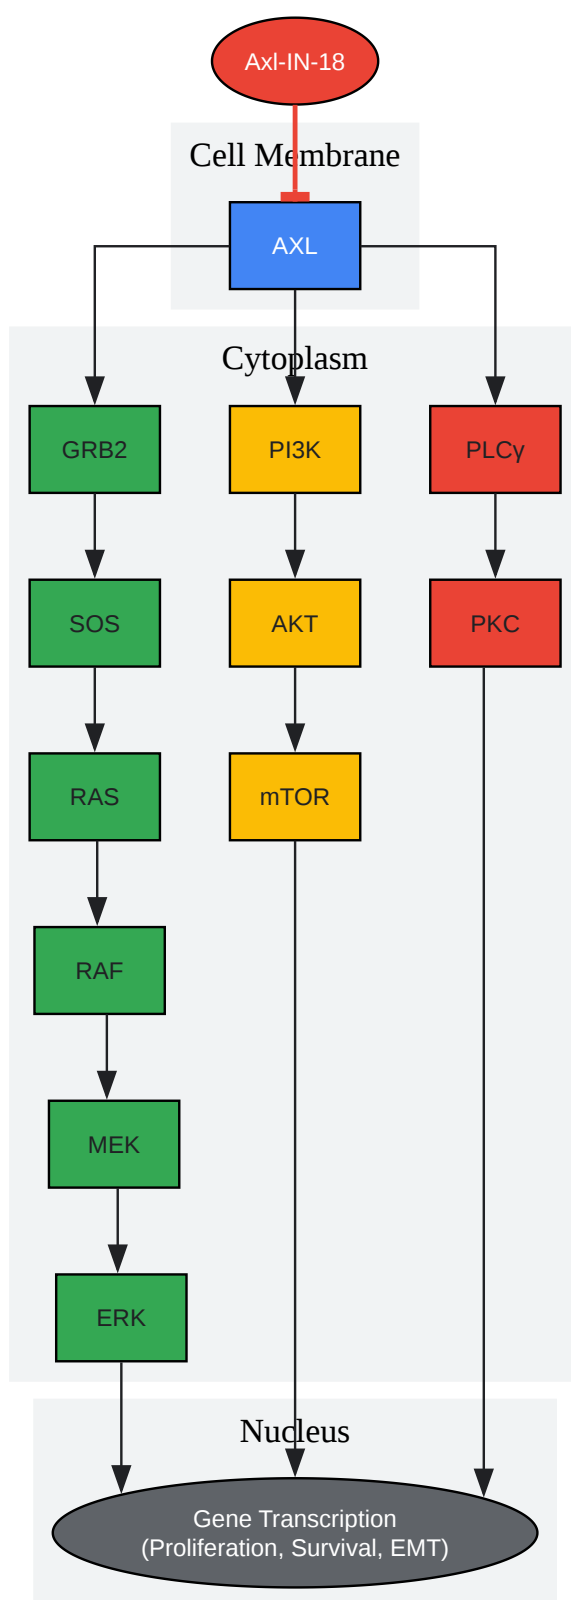 Axl-IN-18
Cell Membrane
AXL
Cytoplasm
GRB2
PI3K
PLCγ
SOS
AKT
PKC
RAS
mTOR
RAF
MEK
ERK
Nucleus
Gene Transcription
(Proliferation, Survival, EMT)